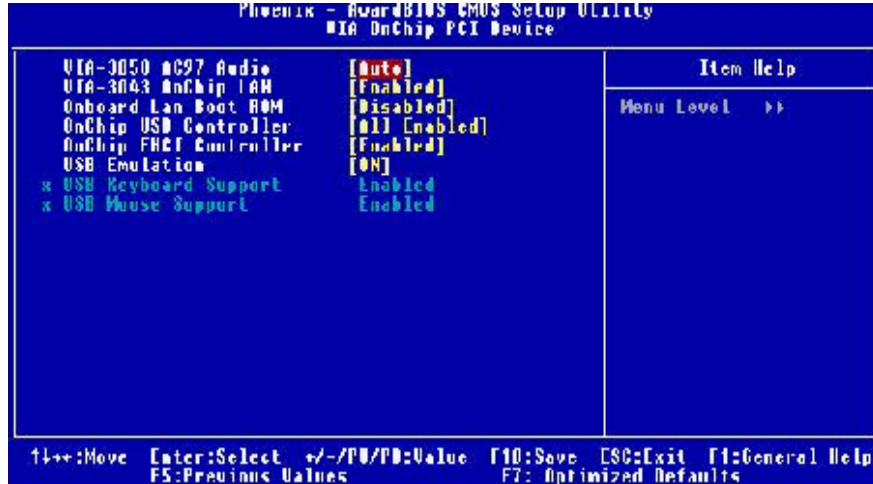 Phoenix - AwardBIOS CMOS Setup Utility
VIA OnChip PCI Device
VIA-3050 AC97 Audio [Auto]
VIA-3043 OnChip LAN [Enabled]
Onboard Lan Boot ROM [Disabled]
OnChip USB Controller [All Enabled]
OnChip EHCI Controller [Enabled]
USB Emulation [ON]
x USB Keyboard Support Enabled
x USB Mouse Support Enabled
Item Help
Menu Level ▸▸
↑↓→←:Move Enter:Select +/-/PU/PD:Value F10:Save ESC:Exit F1:General Help
F5:Previous Values F7: Optimized Defaults